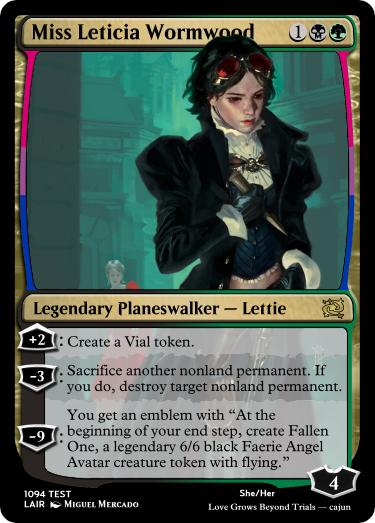 Miss Leticia Wormwood 1
Legendary Planeswalker — Lettie
+2 : Create a Vial token.
-3 : Sacrifice another nonland permanent. If
you do, destroy target nonland permanent.
You get an emblem with “At the
beginning of your end step, create Fallen
-9 : One, a legendary 6/6 black Faerie Angel
Avatar creature token with flying.”
4
1094 TEST
LAIR Miguel Mercado
She/Her
Love Grows Beyond Trials — cajun